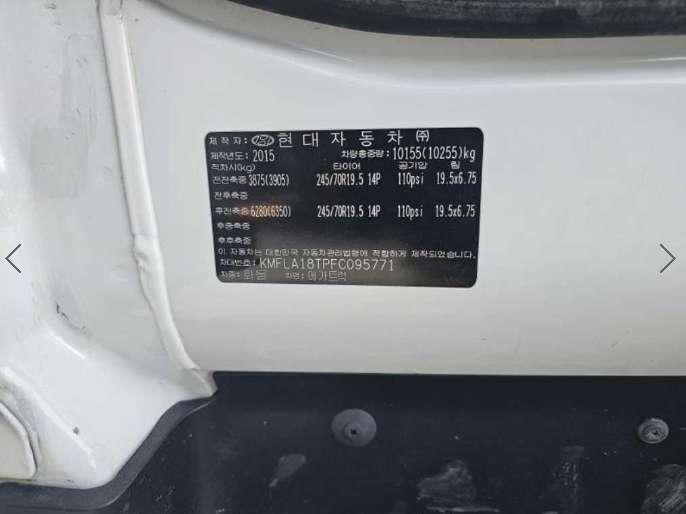 제작자: 현대자동차㈜
제작년도: 2015 차량총중량: 10155(10255)kg
적차시(kg) 타이어 공기압 림
전전축중 3875(3905) 245/70R19.5 14P 110psi 19.5x6.75
전후축중
후전축중 6280(6350) 245/70R19.5 14P 110psi 19.5x6.75
후중축중
후후축중
이 자동차는 대한민국 자동차관리법령에 적합하게 제작되었습니다.
차대번호: KMFLA18TPFC095771
차종: 화물 차명: 메가트럭